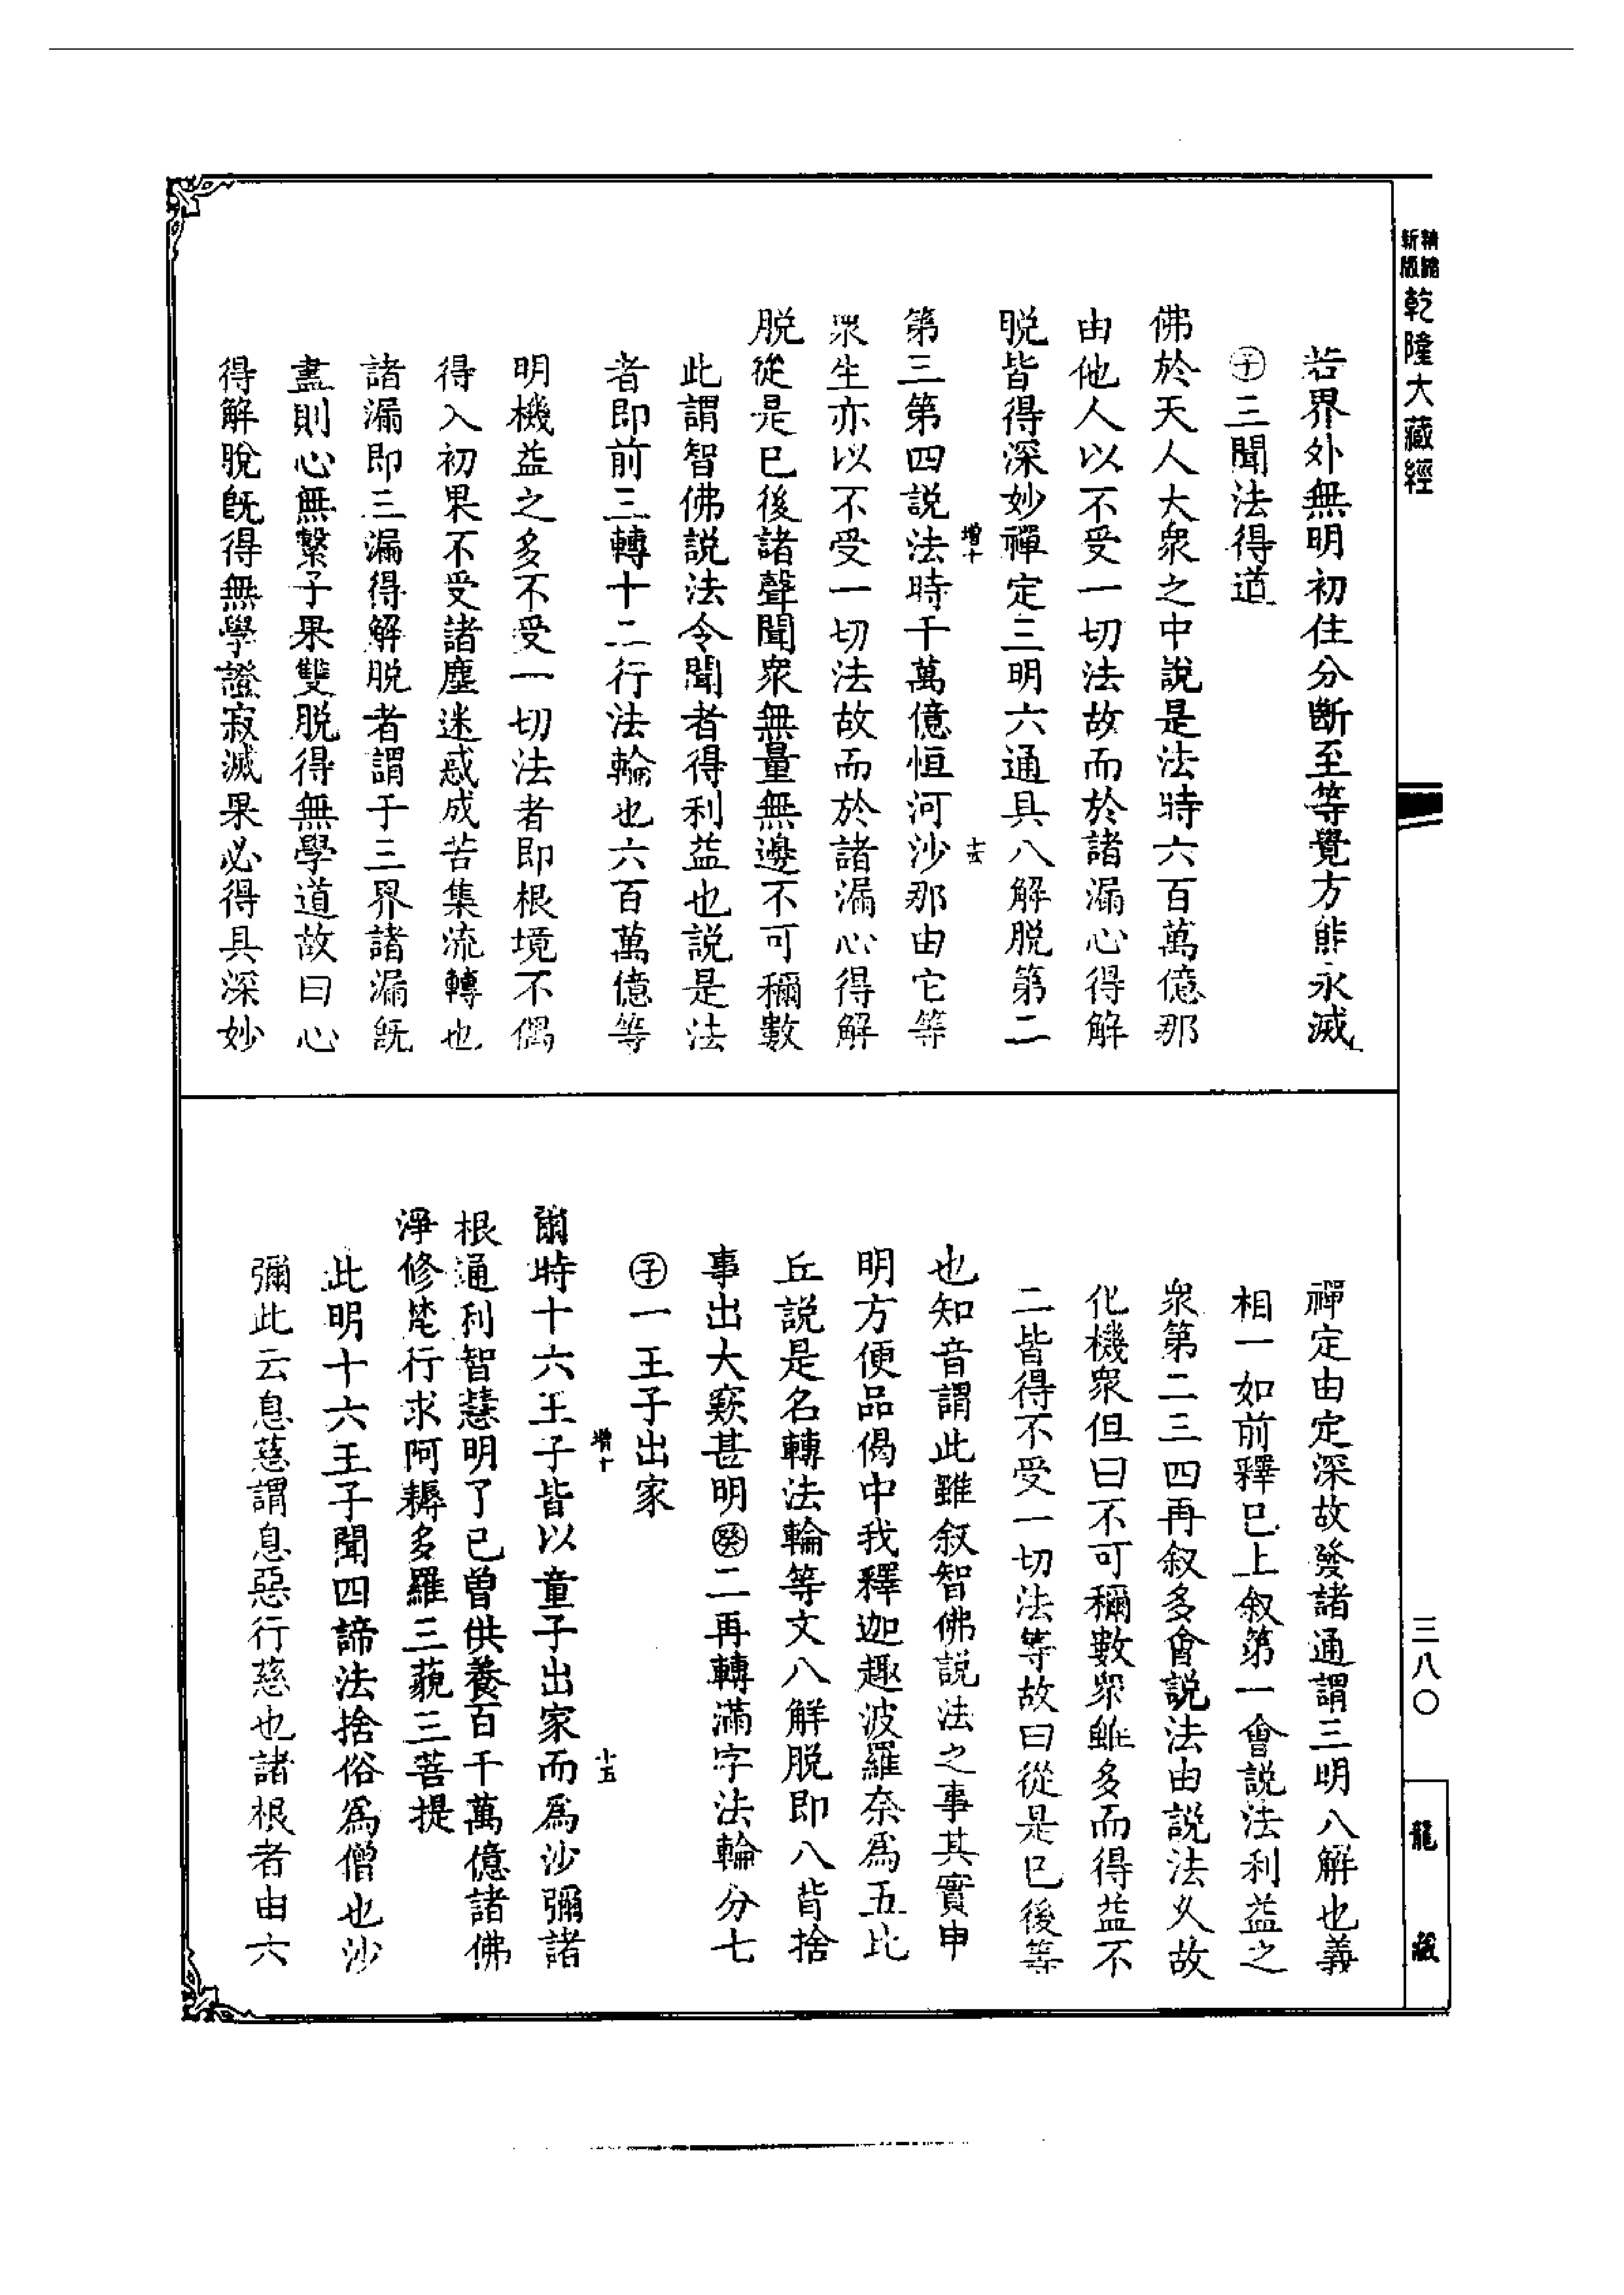 精縮新版乾隆大藏經
若界外無明初住分斷至等覺方能永滅
㊉三聞法得道
佛於天人大衆之中說是法時六百萬億那
由他人以不受一切法故而於諸漏心得解
脫皆得深妙禪定三明六通具八解脫第二
增十
第三第四說法時千萬億恒河沙那由它等
衆生亦以不受一切法故而於諸漏心得解
脫從是已後諸聲聞衆無量無邊不可稱數
此謂智佛說法令聞者得利益也說是法
者即前三轉十二行法輪也六百萬億等
明機益之多不受一切法者即根境不偶
得入初果不受諸塵迷惑成苦集流轉也
諸漏即三漏得解脫者謂于三界諸漏旣
盡則心無繫子果雙脫得無學道故曰心
得解脫旣得無學證寂滅果必得具深妙
禪定由定深故發諸通謂三明八解也義
相一如前釋已上叙第一會說法利益之
衆第二三四再叙多會說法由說法乆故
化機衆但曰不可稱數衆雖多而得益不
二皆得不受一切法等故曰從是已後等
也知音謂此雖叙智佛說法之事其實申
明方便品偈中我釋迦趣波羅奈爲五比
丘說是名轉法輪等文八解脫即八背捨
事出大窾甚明㊉二再轉滿字法輪分七
㊉一王子出家
增十
十五
爾時十六王子皆以童子出家而爲沙彌諸
根通利智慧明了已曾供養百千萬億諸佛
淨修梵行求阿耨多羅三藐三菩提
此明十六王子聞四諦法捨俗爲僧也沙
彌此云息慈謂息惡行慈也諸根者由六
三八〇
龍藏